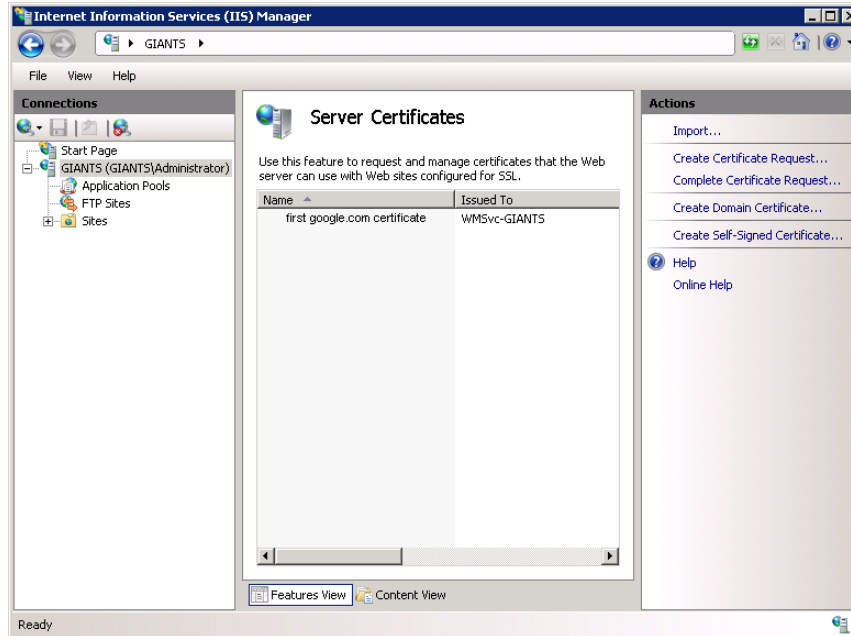 Internet Information Services (IIS) Manager
GIANTS
File View Help
Connections
Start Page
GIANTS (GIANTS\Administrator)
Application Pools
FTP Sites
Sites
Server Certificates
Use this feature to request and manage certificates that the Web
server can use with Web sites configured for SSL.
Name Issued To
first google.com certificate WMSvc-GIANTS
Features View Content View
Actions
Import...
Create Certificate Request...
Complete Certificate Request...
Create Domain Certificate...
Create Self-Signed Certificate...
Help
Online Help
Ready